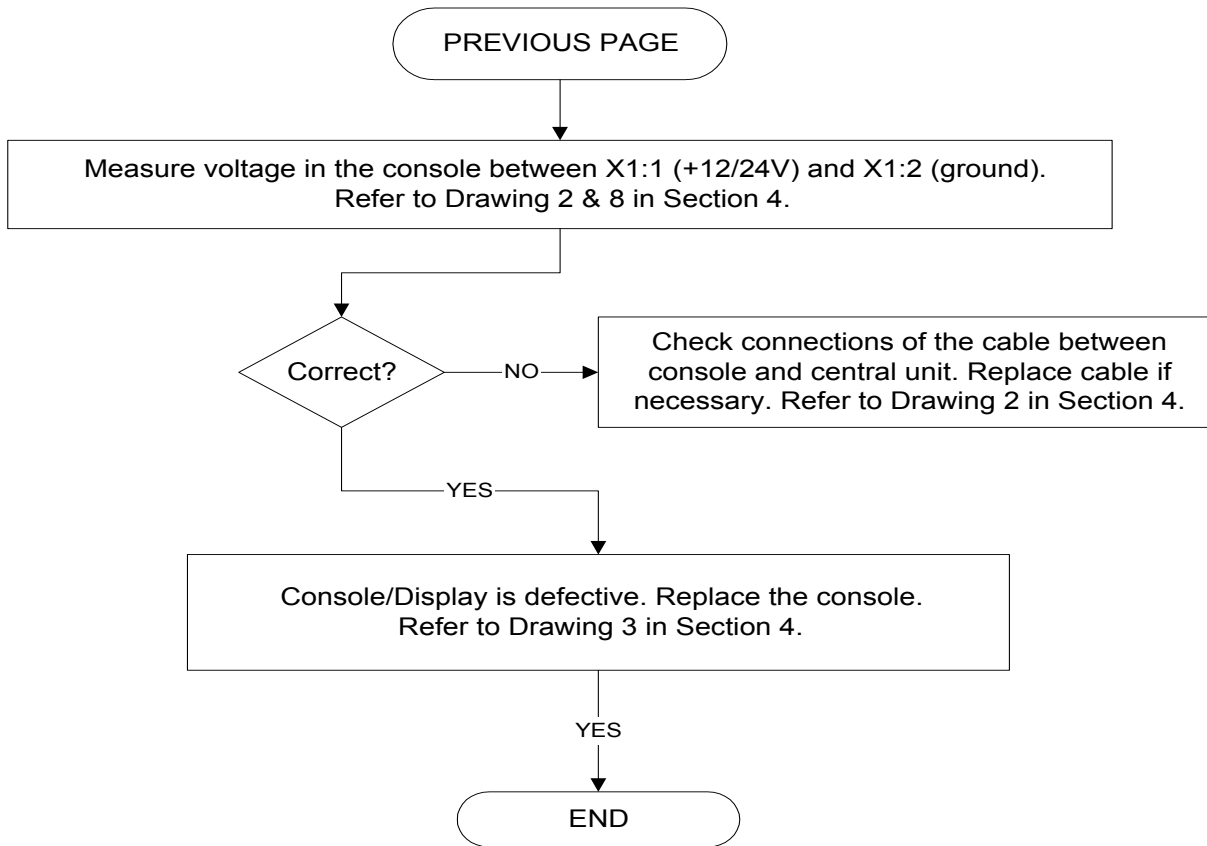 PREVIOUS PAGE
Measure voltage in the console between X1:1 (+12/24V) and X1:2 (ground).
Refer to Drawing 2 & 8 in Section 4.
Correct?
NO
Check connections of the cable between
console and central unit. Replace cable if
necessary. Refer to Drawing 2 in Section 4.
YES
Console/Display is defective. Replace the console.
Refer to Drawing 3 in Section 4.
YES
END